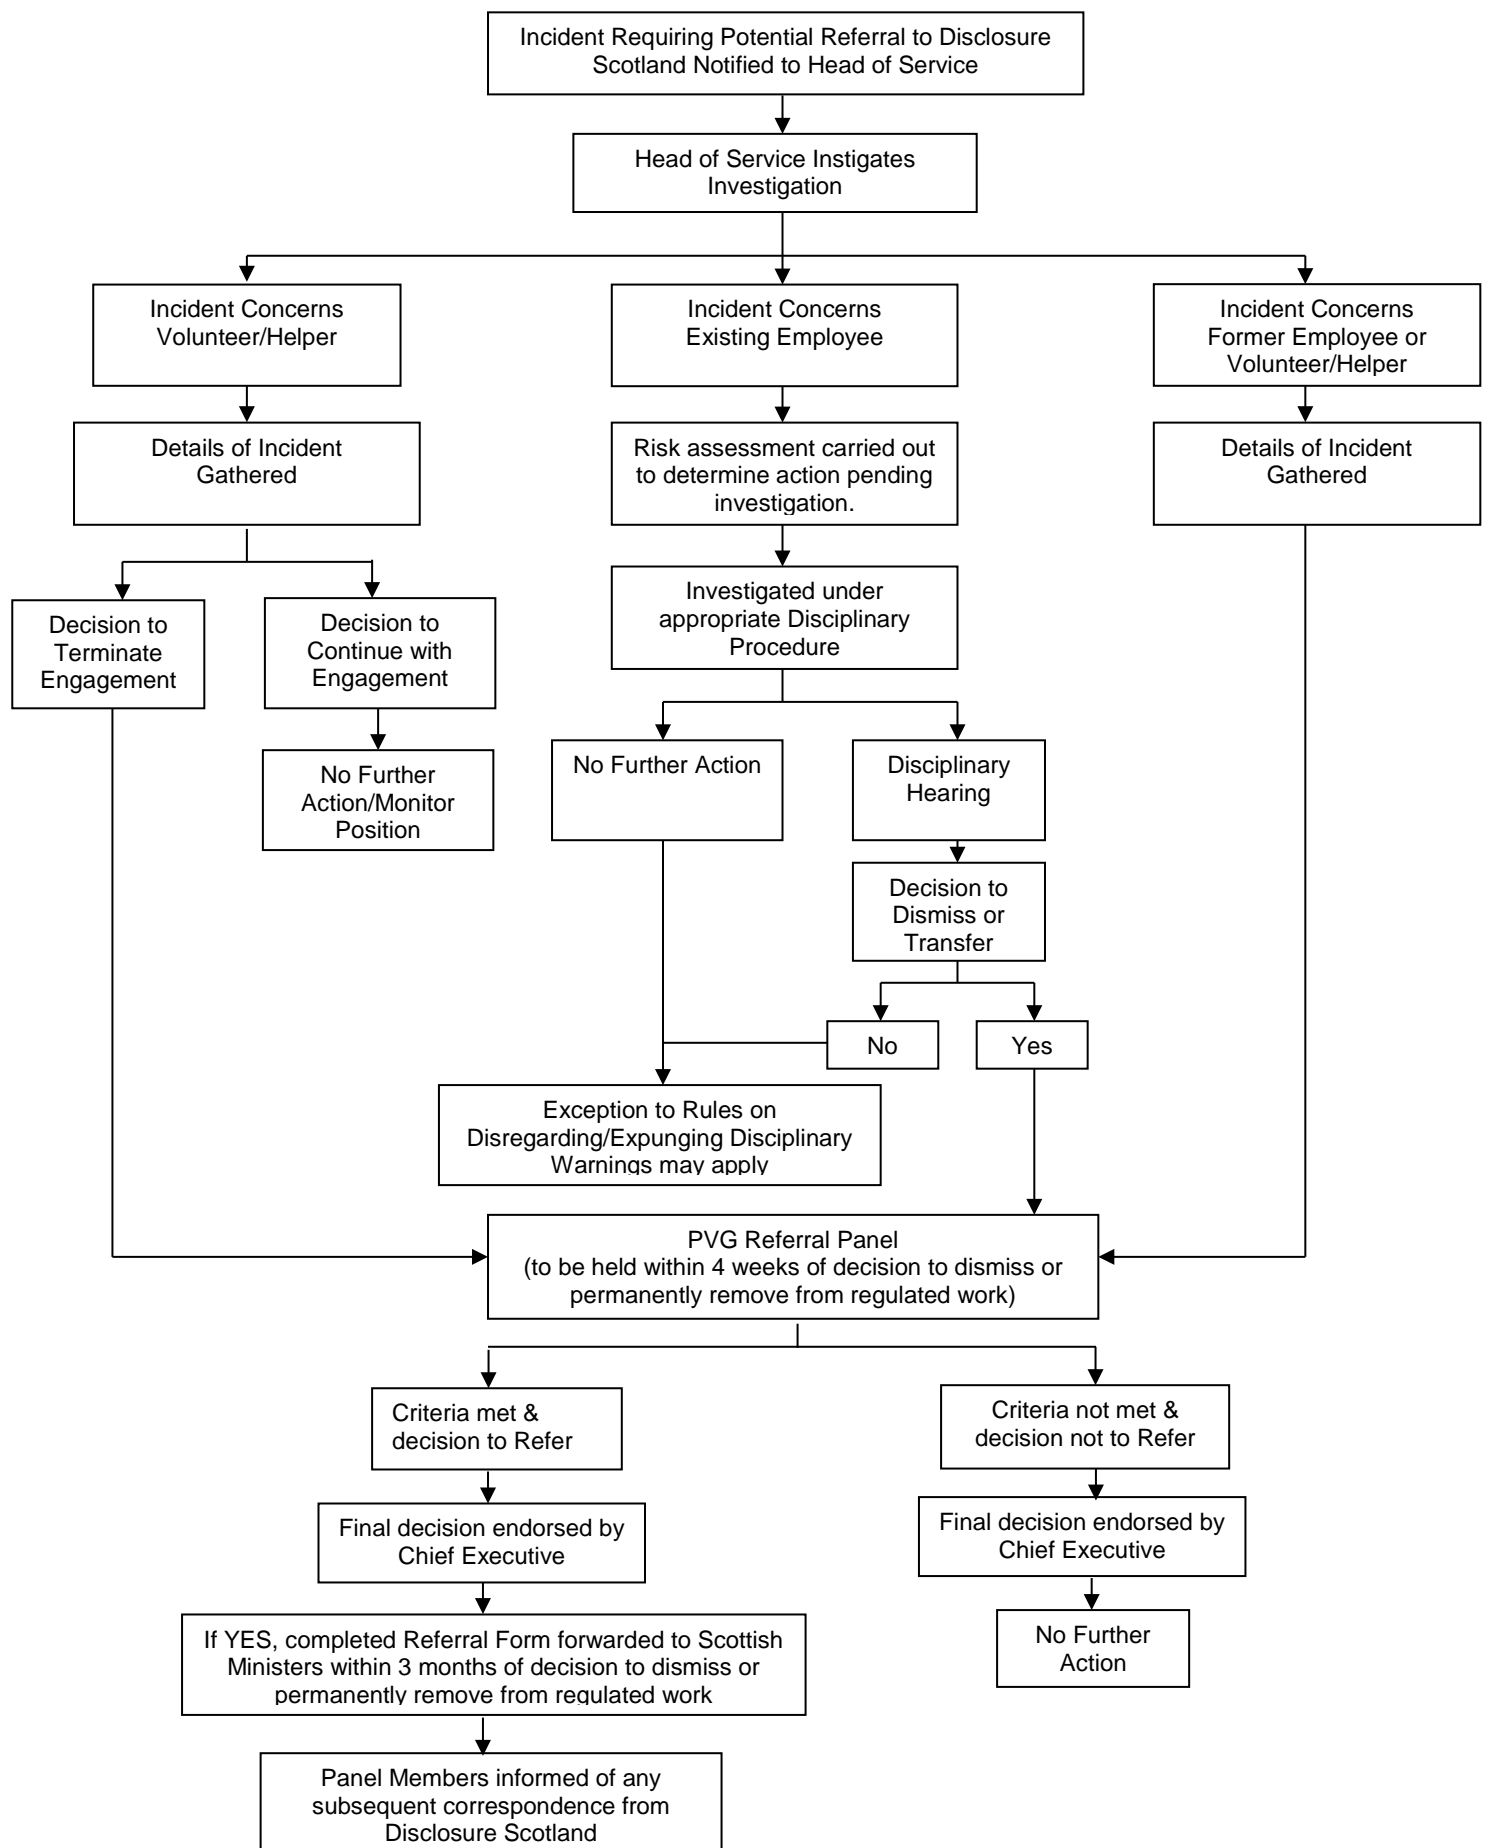 Incident Requiring Potential Referral to Disclosure
Scotland Notified to Head of Service
Head of Service Instigates
Investigation
Incident Concerns
Volunteer/Helper
Incident Concerns
Existing Employee
Incident Concerns
Former Employee or
Volunteer/Helper
Details of Incident
Gathered
Risk assessment carried out
to determine action pending
investigation.
Details of Incident
Gathered
Decision to
Terminate
Engagement
Decision to
Continue with
Engagement
Investigated under
appropriate Disciplinary
Procedure
No Further
Action/Monitor
Position
No Further Action
Disciplinary
Hearing
Decision to
Dismiss or
Transfer
No
Yes
Exception to Rules on
Disregarding/Expunging Disciplinary
Warnings may apply
PVG Referral Panel
(to be held within 4 weeks of decision to dismiss or
permanently remove from regulated work)
Criteria met &
decision to Refer
Criteria not met &
decision not to Refer
Final decision endorsed by
Chief Executive
Final decision endorsed by
Chief Executive
If YES, completed Referral Form forwarded to Scottish
Ministers within 3 months of decision to dismiss or
permanently remove from regulated work
No Further
Action
Panel Members informed of any
subsequent correspondence from
Disclosure Scotland